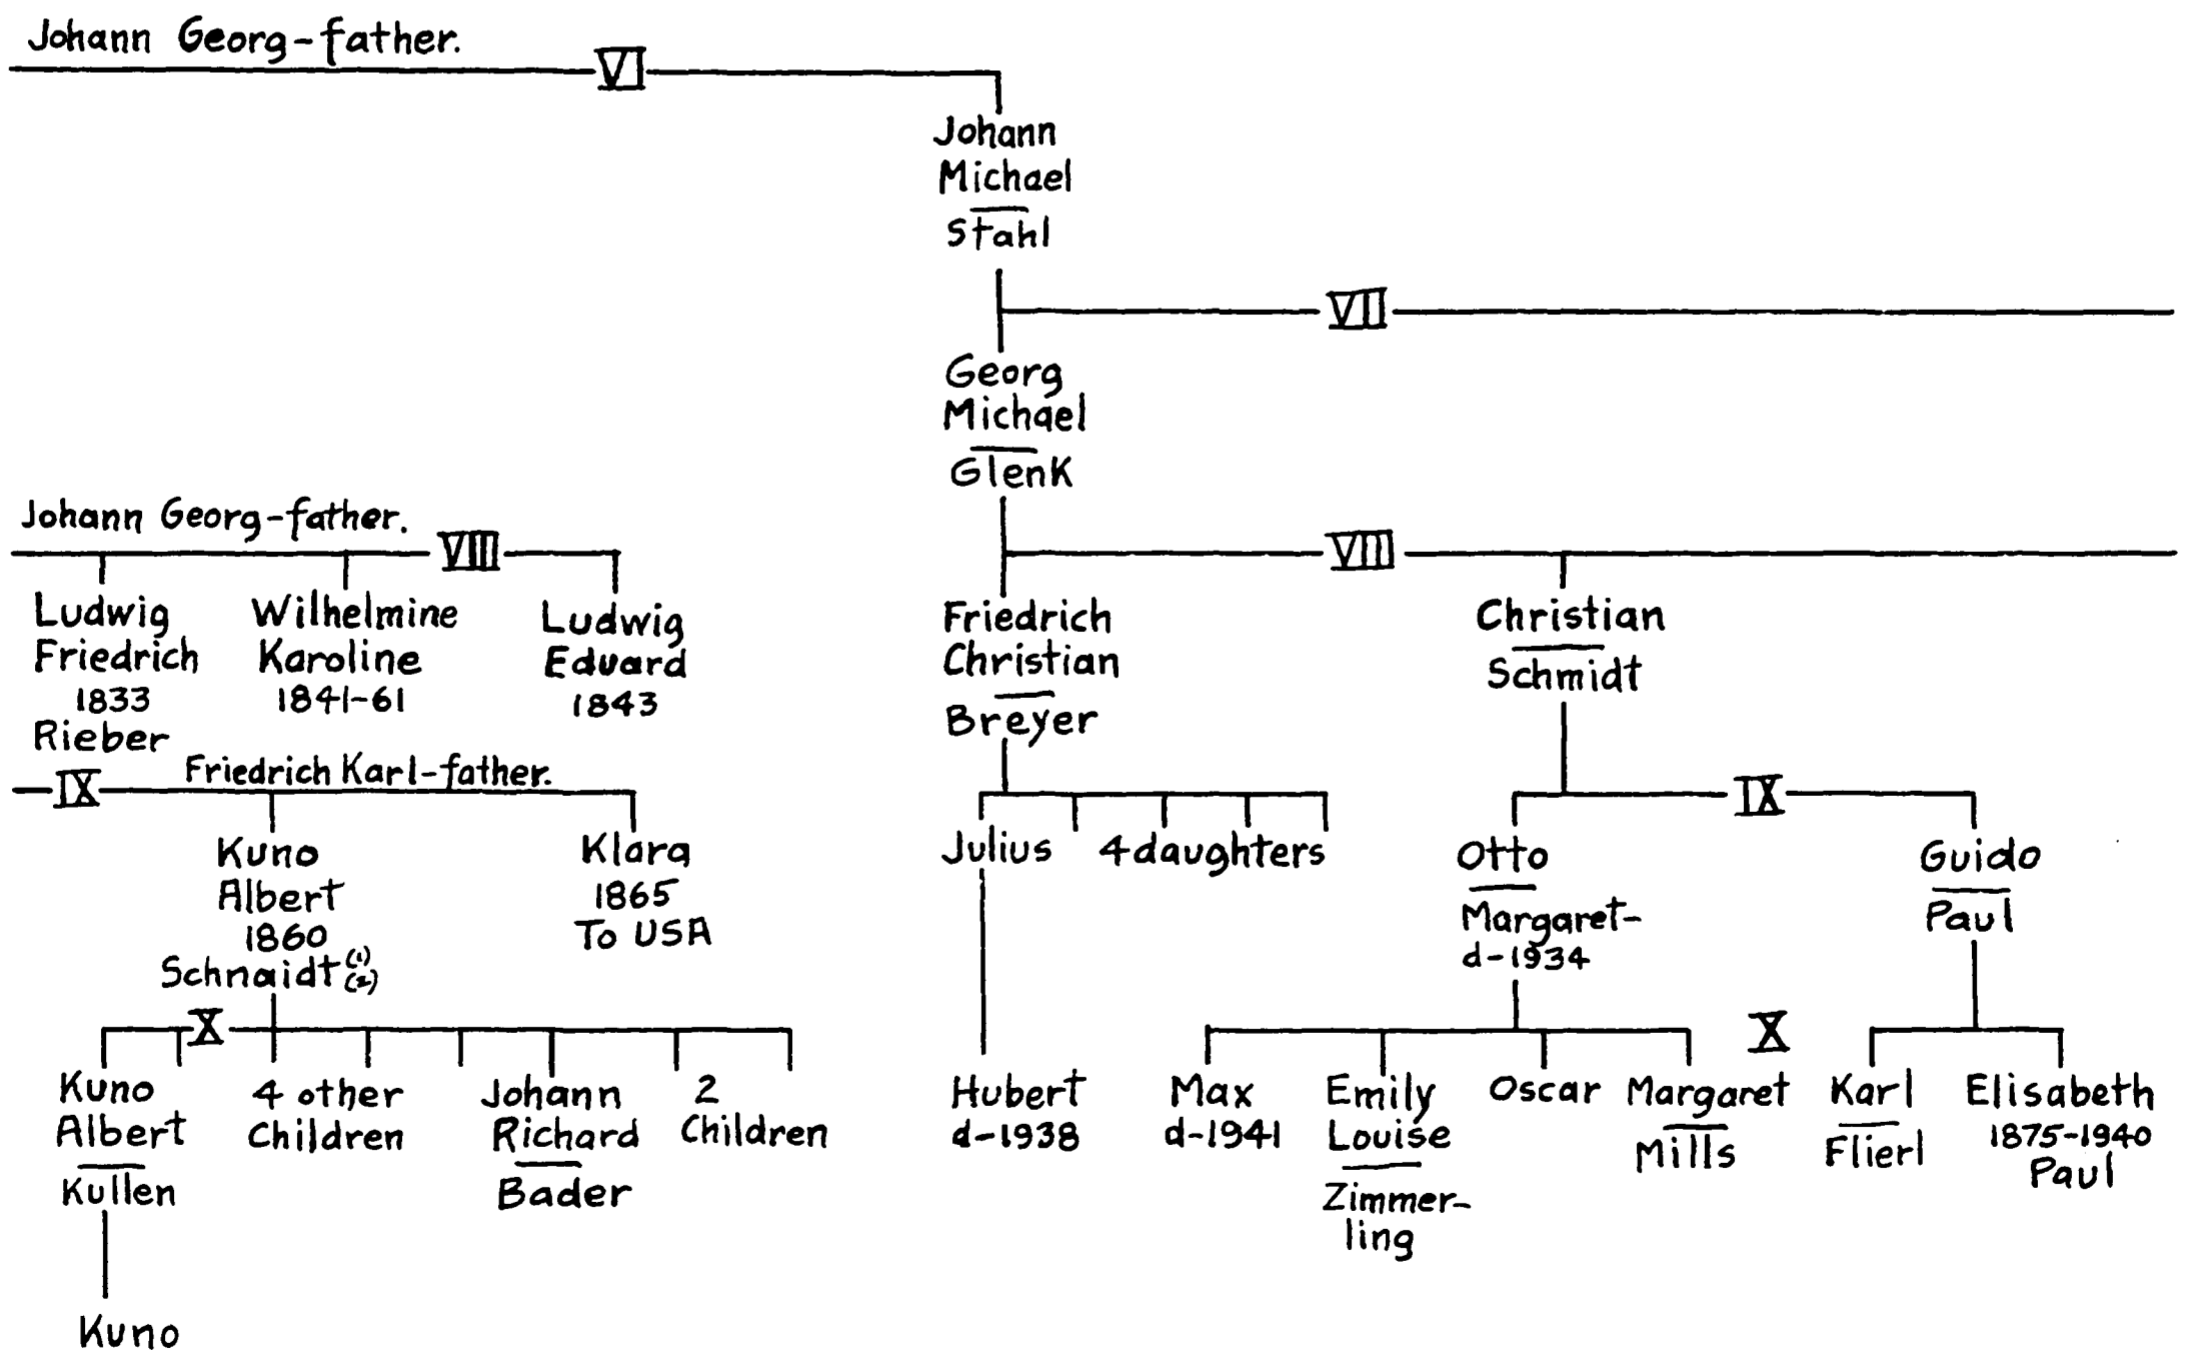 Johann Georg-father.
VI
Johann
Michael
Stahl
VII
Georg
Michael
Glenk
Johann Georg-father.
VIII
VIII
Ludwig
Friedrich
1833
Rieber
Wilhelmine
Karoline
1841-61
Ludwig
Eduard
1843
Friedrich
Christian
Breyer
Christian
Schmidt
IX
Friedrich Karl-father.
IX
Kuno
Albert
1860
Schnaidt (1)
(2)
Klara
1865
To USA
Julius
4 daughters
Otto
Margaret-
d-1934
Guido
Paul
X
X
Kuno
Albert
Kullen
4 other
Children
Johann
Richard
Bader
2
Children
Hubert
d-1938
Max
d-1941
Emily
Louise
Zimmer-
ling
Oscar
Margaret
Mills
Karl
Flierl
Elisabeth
1875-1940
Paul
Kuno